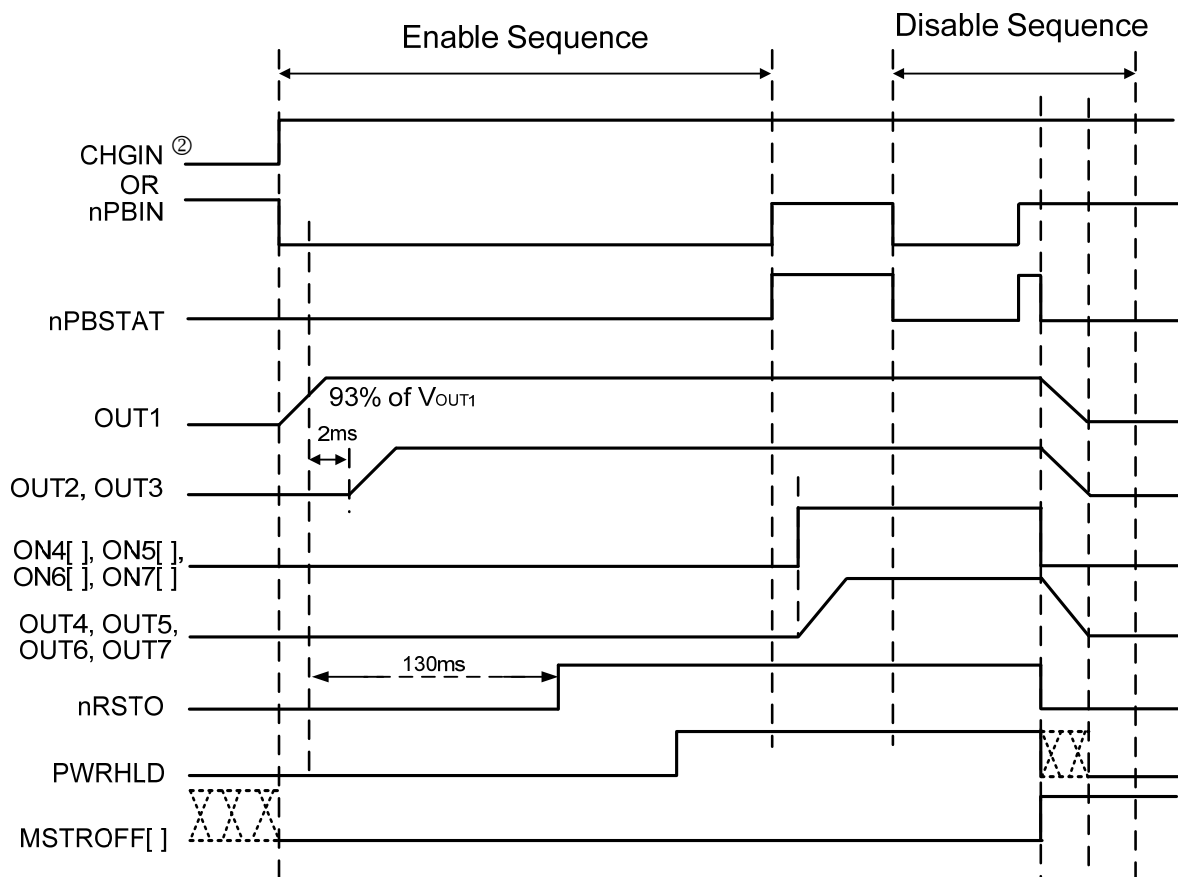 Enable Sequence
Disable Sequence
CHGIN ②
OR
nPBIN
nPBSTAT
93% of VOUT1
OUT1
2ms
OUT2, OUT3
ON4[ ], ON5[ ],
ON6[ ], ON7[ ]
OUT4, OUT5,
OUT6, OUT7
130ms
nRSTO
PWRHLD
MSTROFF[ ]